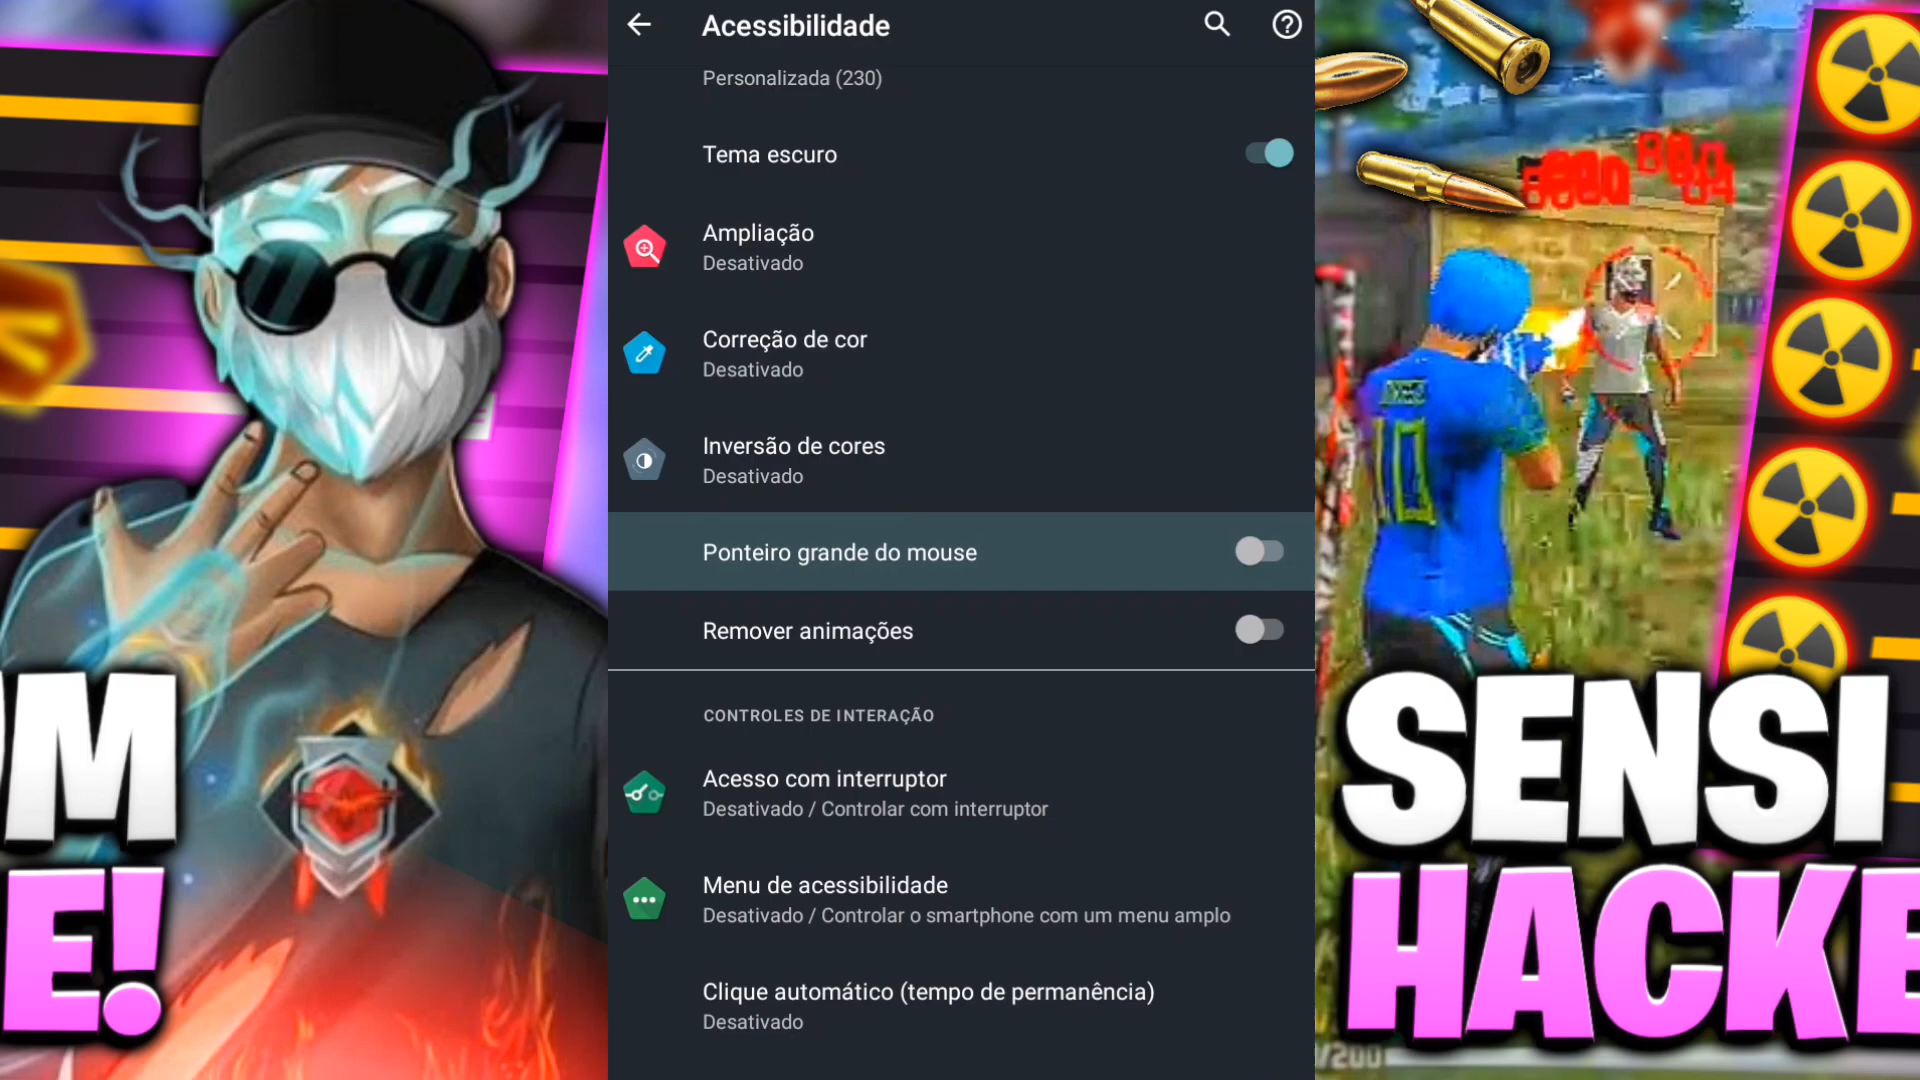 Acessibilidade
Personalizada (230)
Tema escuro
Ampliação
Desativado
Correção de cor
Desativado
Inversão de cores
Desativado
Ponteiro grande do mouse
Remover animações
CONTROLES DE INTERAÇÃO
Acesso com interruptor
Desativado / Controlar com interruptor
Menu de acessibilidade
Desativado / Controlar o smartphone com um menu amplo
Clique automático (tempo de permanência)
Desativado
M
E!
10
SENSI
HACKE
/200